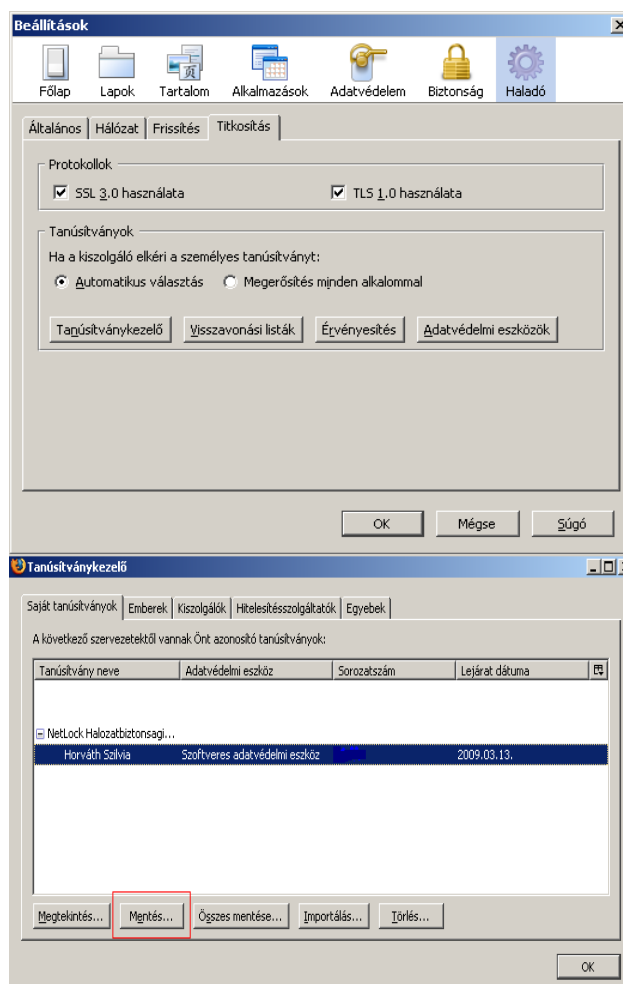 Beállítások
Főlap Lapok Tartalom Alkalmazások Adatvédelem Biztonság Haladó
Általános Hálózat Frissítés Titkosítás
Protokollok
SSL 3.0 használata TLS 1.0 használata
Tanúsítványok
Ha a kiszolgáló elkéri a személyes tanúsítványt:
Automatikus választás Megerősítés minden alkalommal
Tanúsítványkezelő Visszavonási listák Érvényesítés Adatvédelmi eszközök
OK Mégse Súgó
Tanúsítványkezelő
Saját tanúsítványok Emberek Kiszolgálók Hitelesítésszolgáltatók Egyebek
A következő szervezetektől vannak Önt azonosító tanúsítványok:
Tanúsítvány neve Adatvédelmi eszköz Sorozatszám Lejárat dátuma
NetLock Halozatbiztonsagi...
Horváth Szilvia Szoftveres adatvédelmi eszköz 2009.03.13.
Megtekintés... Mentés... Összes mentése... Importálás... Törlés...
OK